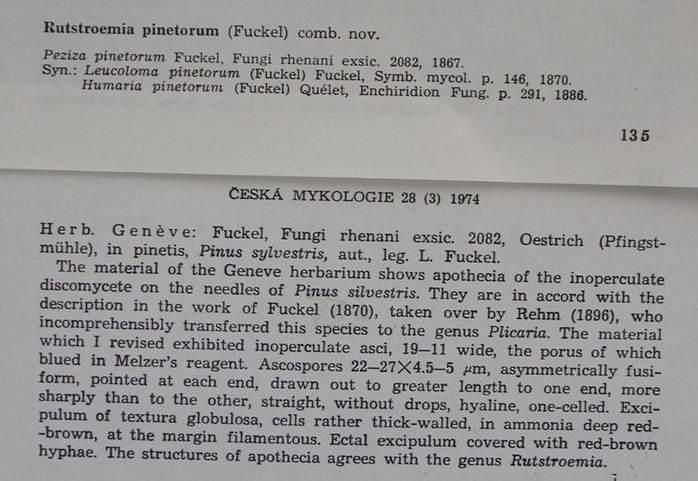 Rutstroemia pinetorum (Fuckel) comb. nov.
Peziza pinetorum Fuckel, Fungi rhenani exsic. 2082, 1867.
Syn.: Leucoloma pinetorum (Fuckel) Fuckel, Symb. mycol. p. 146, 1870.
Humaria pinetorum (Fuckel) Quélet, Enchiridion Fung. p. 291, 1886.
135
ČESKÁ MYKOLOGIE 28 (3) 1974
Herb. Genève: Fuckel, Fungi rhenani exsic. 2082, Oestrich (Pfingst-
mühle), in pinetis, Pinus sylvestris, aut., leg. L. Fuckel.
The material of the Geneve herbarium shows apothecia of the inoperculate
discomycete on the needles of Pinus silvestris. They are in accord with the
description in the work of Fuckel (1870), taken over by Rehm (1896), who
incomprehensibly transferred this species to the genus Plicaria. The material
which I revised exhibited inoperculate asci, 19—11 wide, the porus of which
blued in Melzer's reagent. Ascospores 22—27×4.5—5 μm, asymmetrically fusi-
form, pointed at each end, drawn out to greater length to one end, more
sharply than to the other, straight, without drops, hyaline, one-celled. Exci-
pulum of textura globulosa, cells rather thick-walled, in ammonia deep red-
-brown, at the margin filamentous. Ectal excipulum covered with red-brown
hyphae. The structures of apothecia agrees with the genus Rutstroemia.